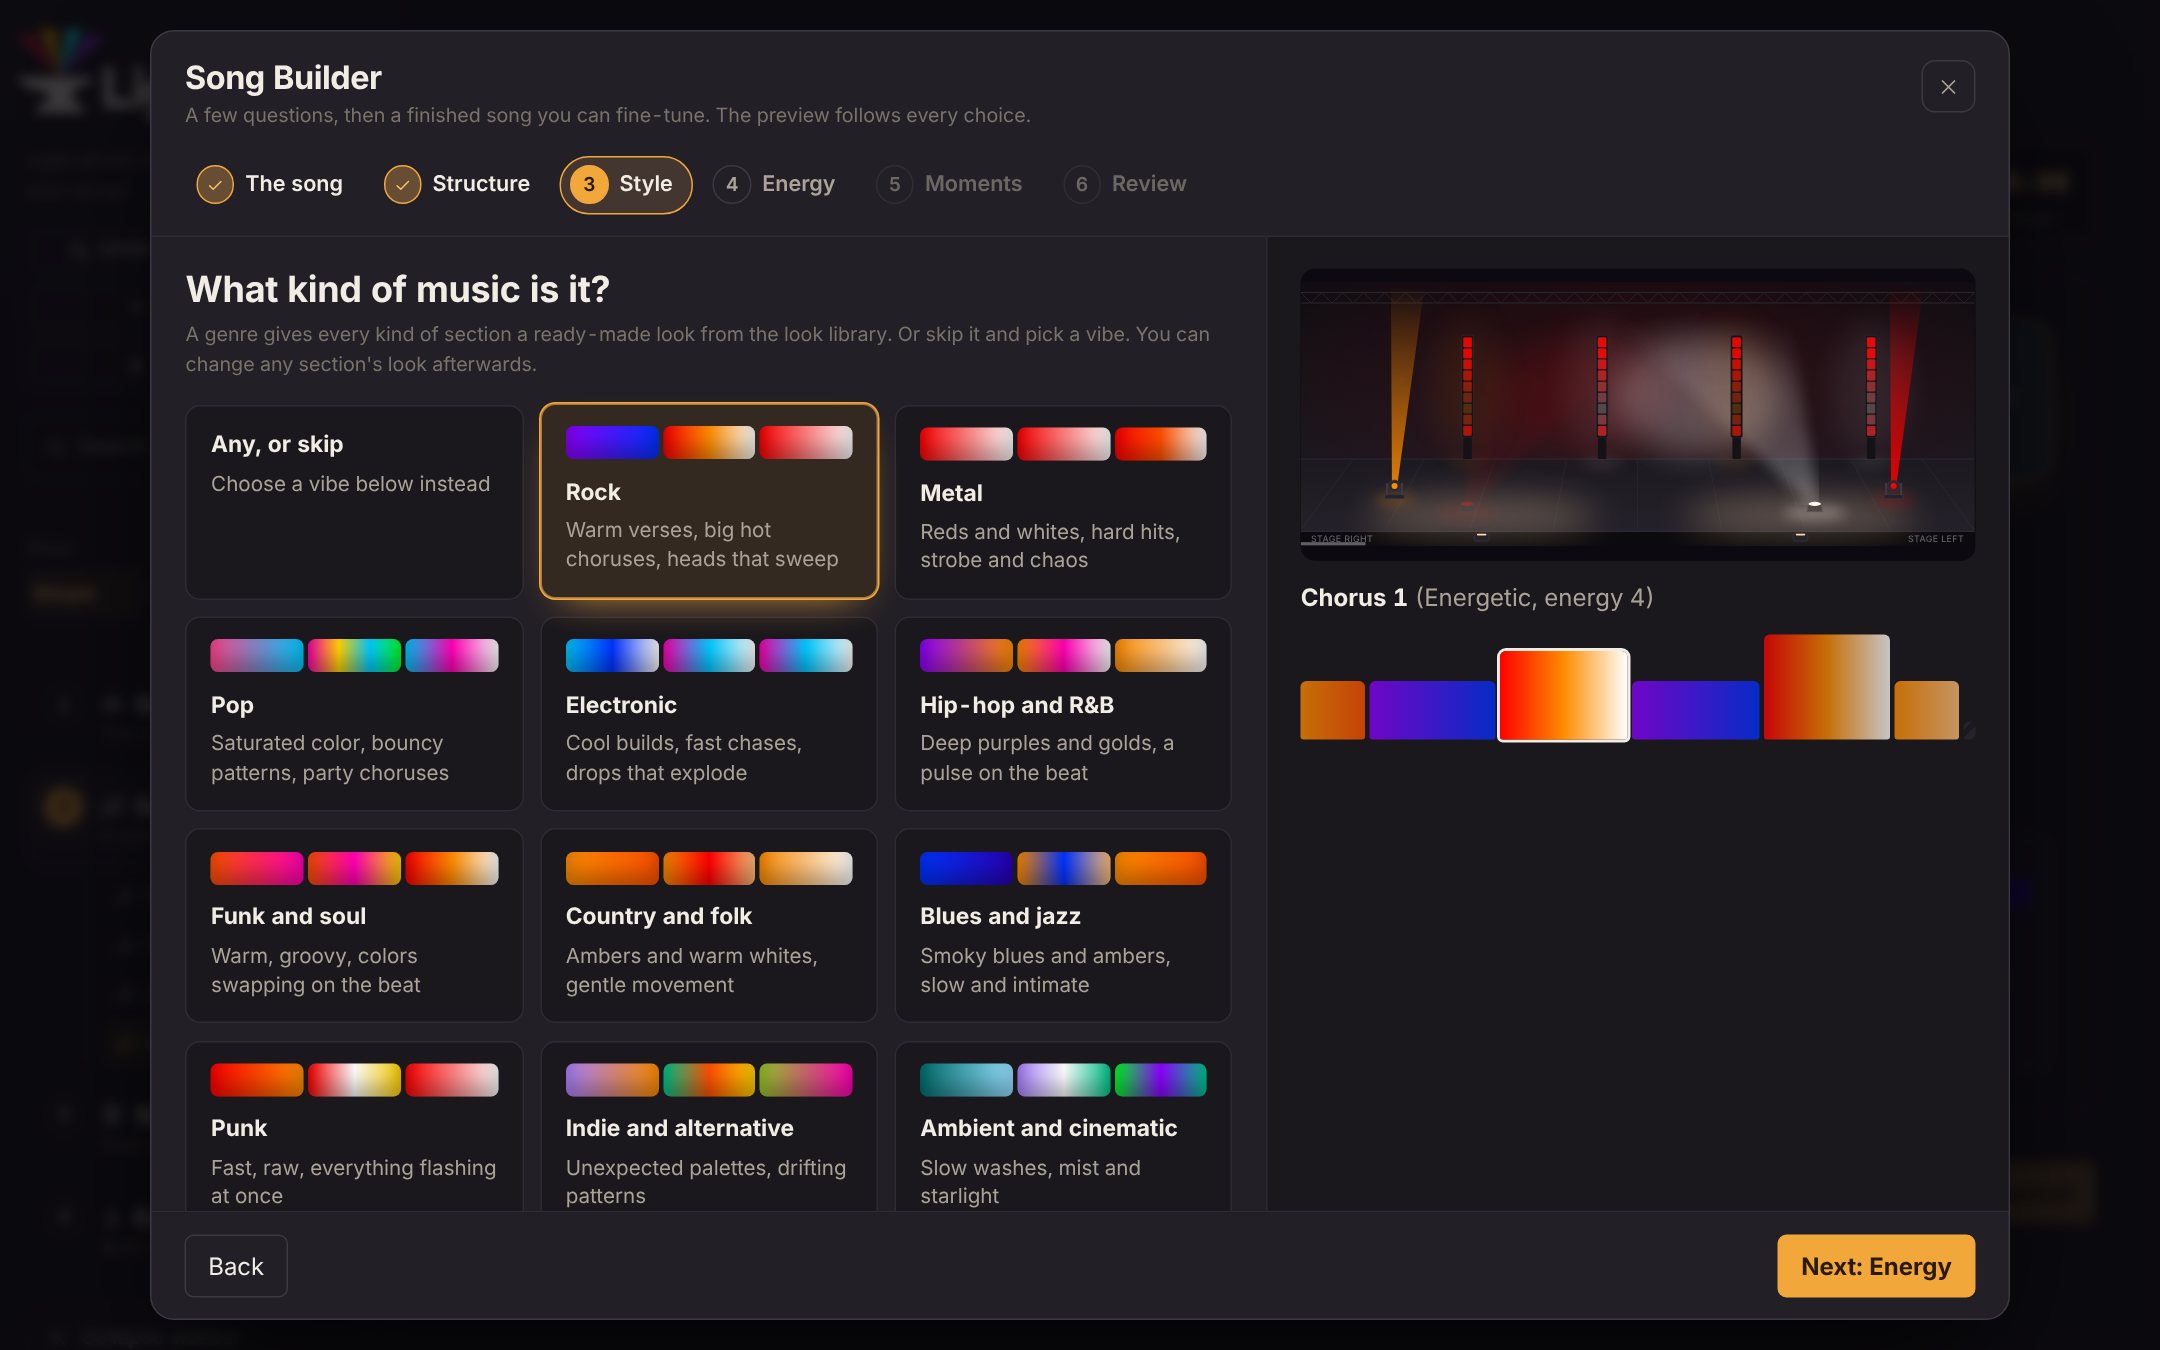 Song Builder
A few questions, then a finished song you can fine-tune. The preview follows every choice.
The song
Structure
3 Style
4 Energy
5 Moments
6 Review
What kind of music is it?
A genre gives every kind of section a ready-made look from the look library. Or skip it and pick a vibe. You can
change any section's look afterwards.
Any, or skip
Choose a vibe below instead
Rock
Warm verses, big hot
choruses, heads that sweep
Metal
Reds and whites, hard hits,
strobe and chaos
Pop
Saturated color, bouncy
patterns, party choruses
Electronic
Cool builds, fast chases,
drops that explode
Hip-hop and R&B
Deep purples and golds, a
pulse on the beat
Funk and soul
Warm, groovy, colors
swapping on the beat
Country and folk
Ambers and warm whites,
gentle movement
Blues and jazz
Smoky blues and ambers,
slow and intimate
Punk
Fast, raw, everything flashing
at once
Indie and alternative
Unexpected palettes, drifting
patterns
Ambient and cinematic
Slow washes, mist and
starlight
STAGE RIGHT
STAGE LEFT
Chorus 1 (Energetic, energy 4)
Back
Next: Energy